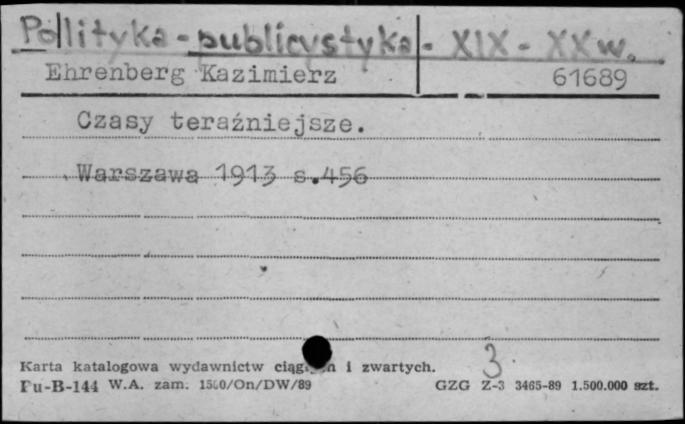 Polityka - publicystyka - XIX - XX w.
Ehrenberg Kazimierz 61689
Czasy teraźniejsze.
Warszawa 1913 s.456
3
Karta katalogowa wydawnictw i zwartych.
Pu-B-144 W.A. zam. 1500/On/DW/89 GZG Z-3 3465-89 1.500.000 szt.